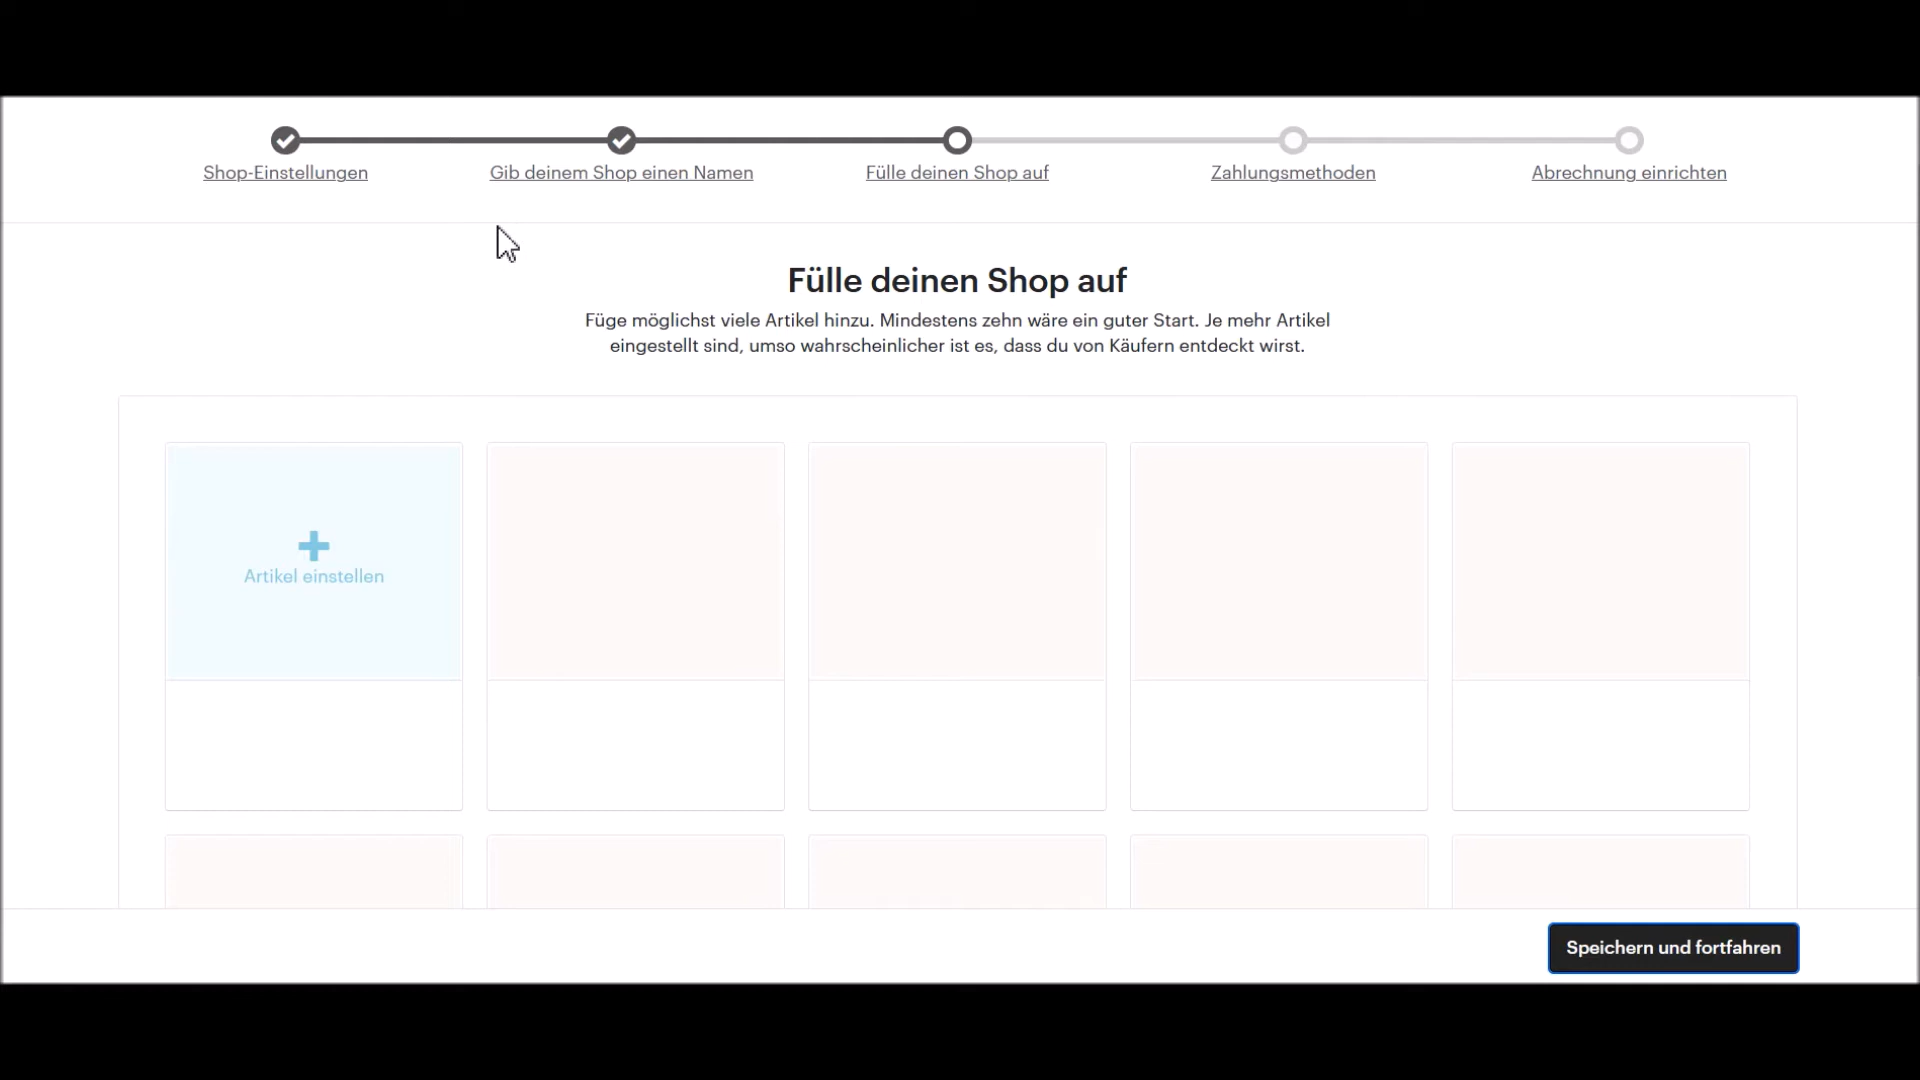 Shop-Einstellungen
Gib deinem Shop einen Namen
Fülle deinen Shop auf
Zahlungsmethoden
Abrechnung einrichten
Fülle deinen Shop auf
Füge möglichst viele Artikel hinzu. Mindestens zehn wäre ein guter Start. Je mehr Artikel
eingestellt sind, umso wahrscheinlicher ist es, dass du von Käufern entdeckt wirst.
Artikel einstellen
Speichern und fortfahren